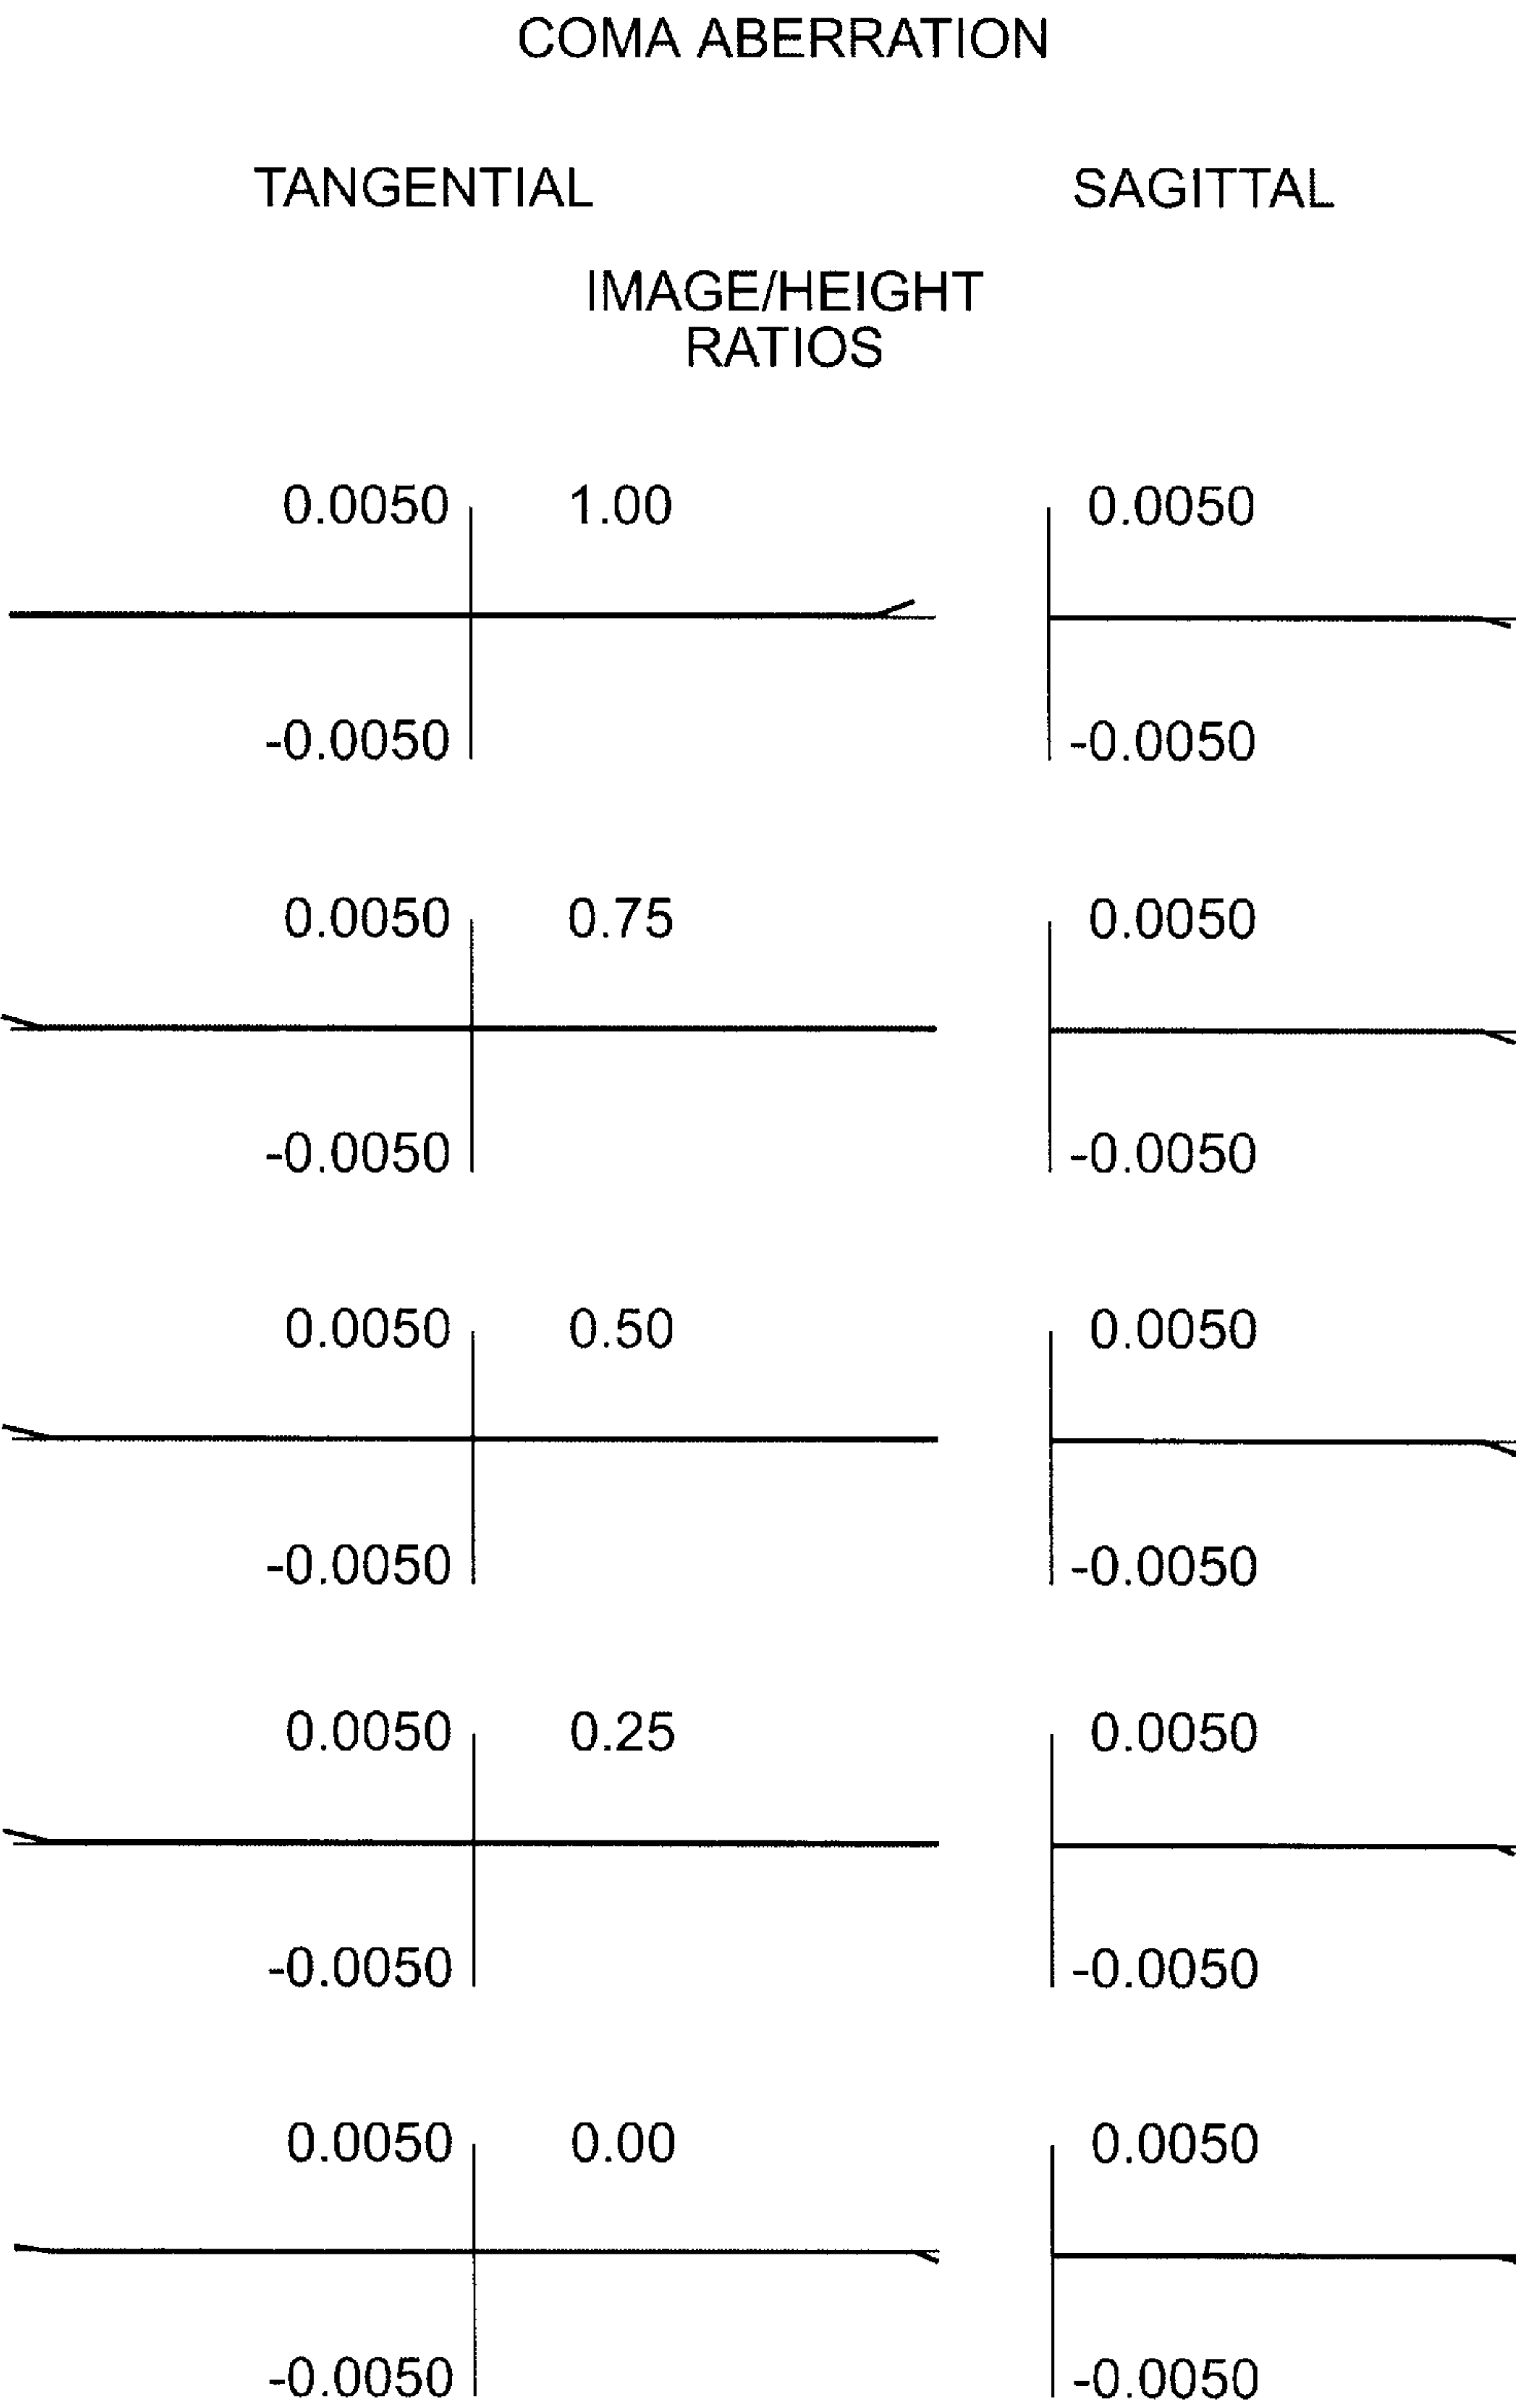 COMA ABERRATION
TANGENTIAL SAGITTAL
IMAGE/HEIGHT
RATIOS
0.0050 1.00 0.0050
-0.0050 -0.0050
0.0050 0.75 0.0050
-0.0050 -0.0050
0.0050 0.50 0.0050
-0.0050 -0.0050
0.0050 0.25 0.0050
-0.0050 -0.0050
0.0050 0.00 0.0050
-0.0050 -0.0050